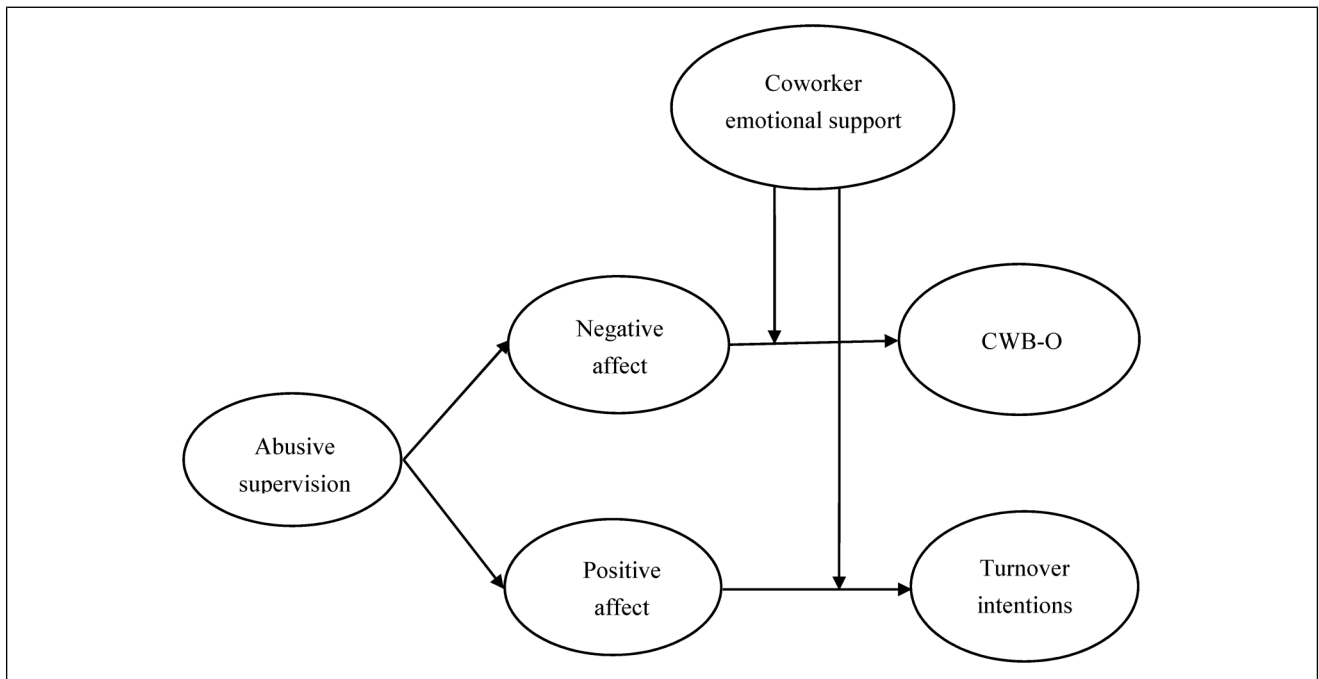 Coworker
emotional support
Negative
affect
CWB-O
Abusive
supervision
Positive
affect
Turnover
intentions